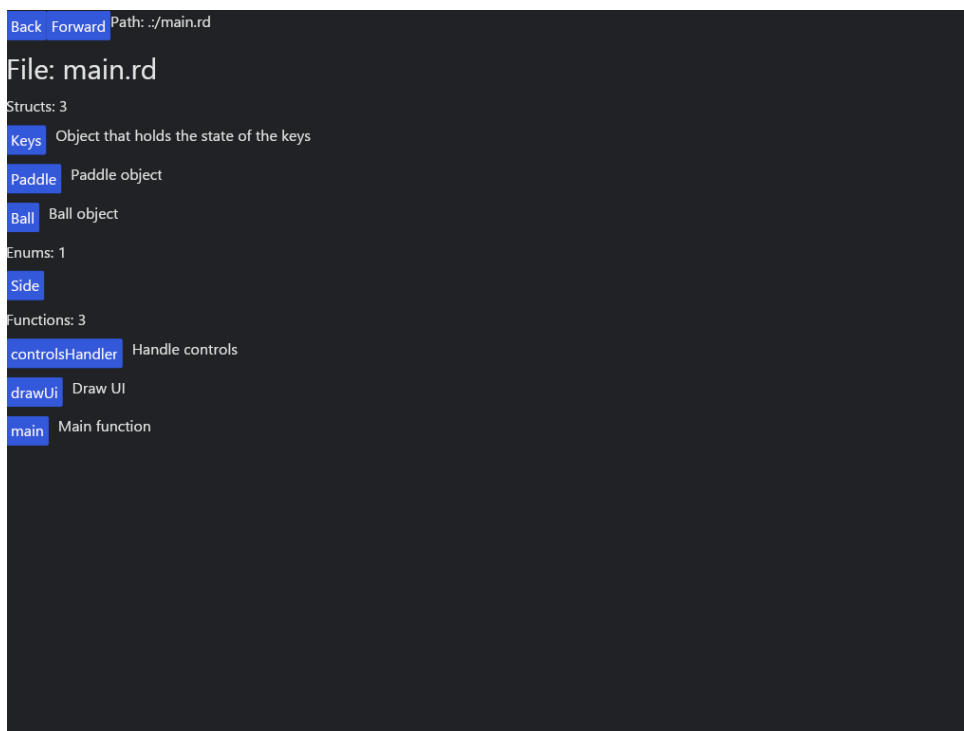 Back Forward Path: .:/main.rd
File: main.rd
Structs: 3
Keys Object that holds the state of the keys
Paddle Paddle object
Ball Ball object
Enums: 1
Side
Functions: 3
controlsHandler Handle controls
drawUi Draw UI
main Main function